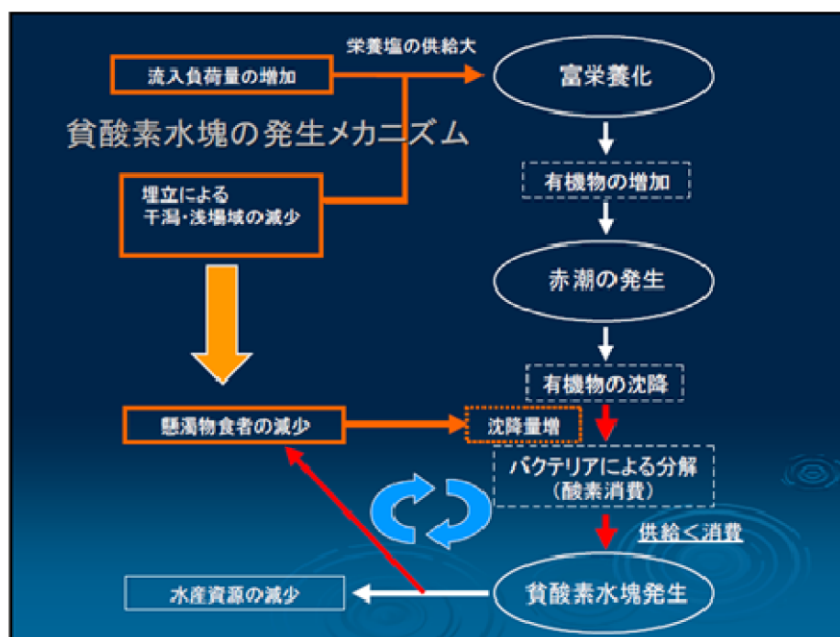 栄養塩の供給大
流入負荷量の増加
富栄養化
貧酸素水塊の発生メカニズム
有機物の増加
埋立による
干潟・浅場域の減少
赤潮の発生
有機物の沈降
懸濁物食者の減少
沈降量増
バクテリアによる分解
(酸素消費)
供給<消費
水産資源の減少
貧酸素水塊発生